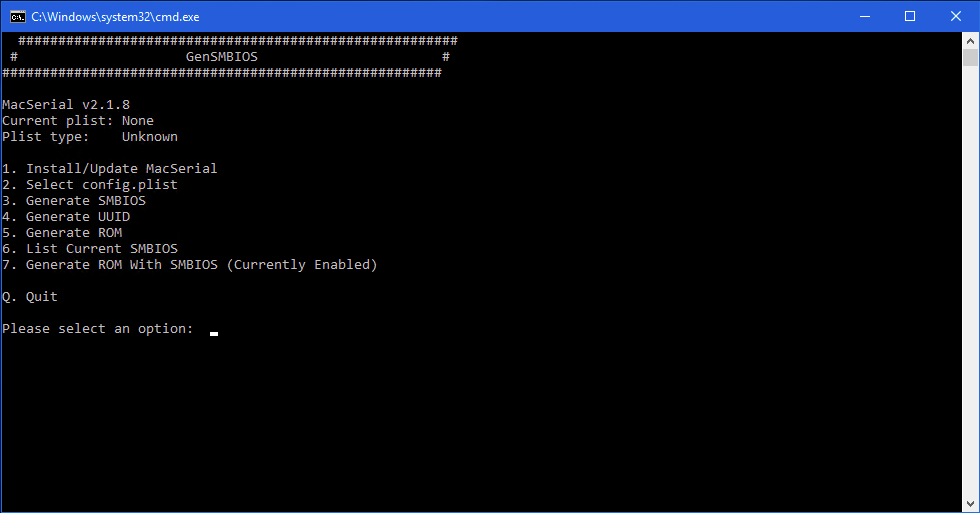 C:\Windows\system32\cmd.exe
#######################################################
# GenSMBIOS #
#######################################################
MacSerial v2.1.8
Current plist: None
Plist type: Unknown
1. Install/Update MacSerial
2. Select config.plist
3. Generate SMBIOS
4. Generate UUID
5. Generate ROM
6. List Current SMBIOS
7. Generate ROM With SMBIOS (Currently Enabled)
Q. Quit
Please select an option: